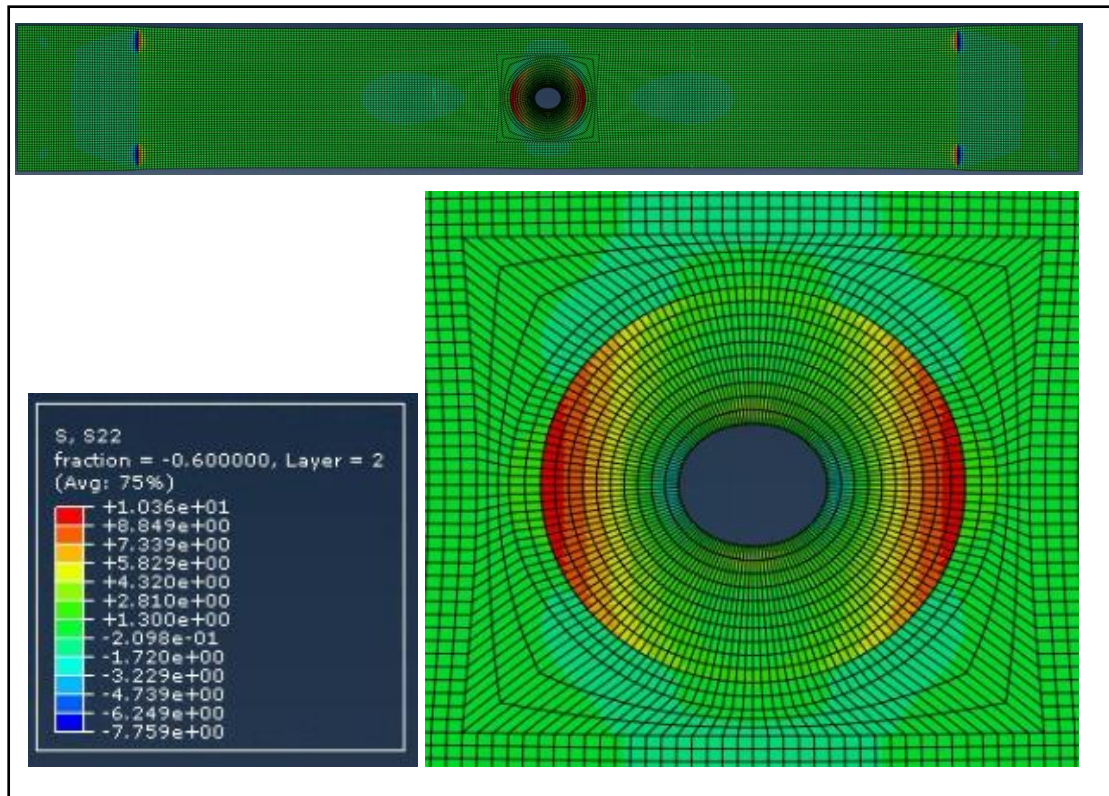 S, S22
fraction = -0.600000, Layer = 2
(Avg: 75%)
+1.036e+01
+8.849e+00
+7.339e+00
+5.829e+00
+4.320e+00
+2.810e+00
+1.300e+00
-2.098e-01
-1.720e+00
-3.229e+00
-4.739e+00
-6.249e+00
-7.759e+00